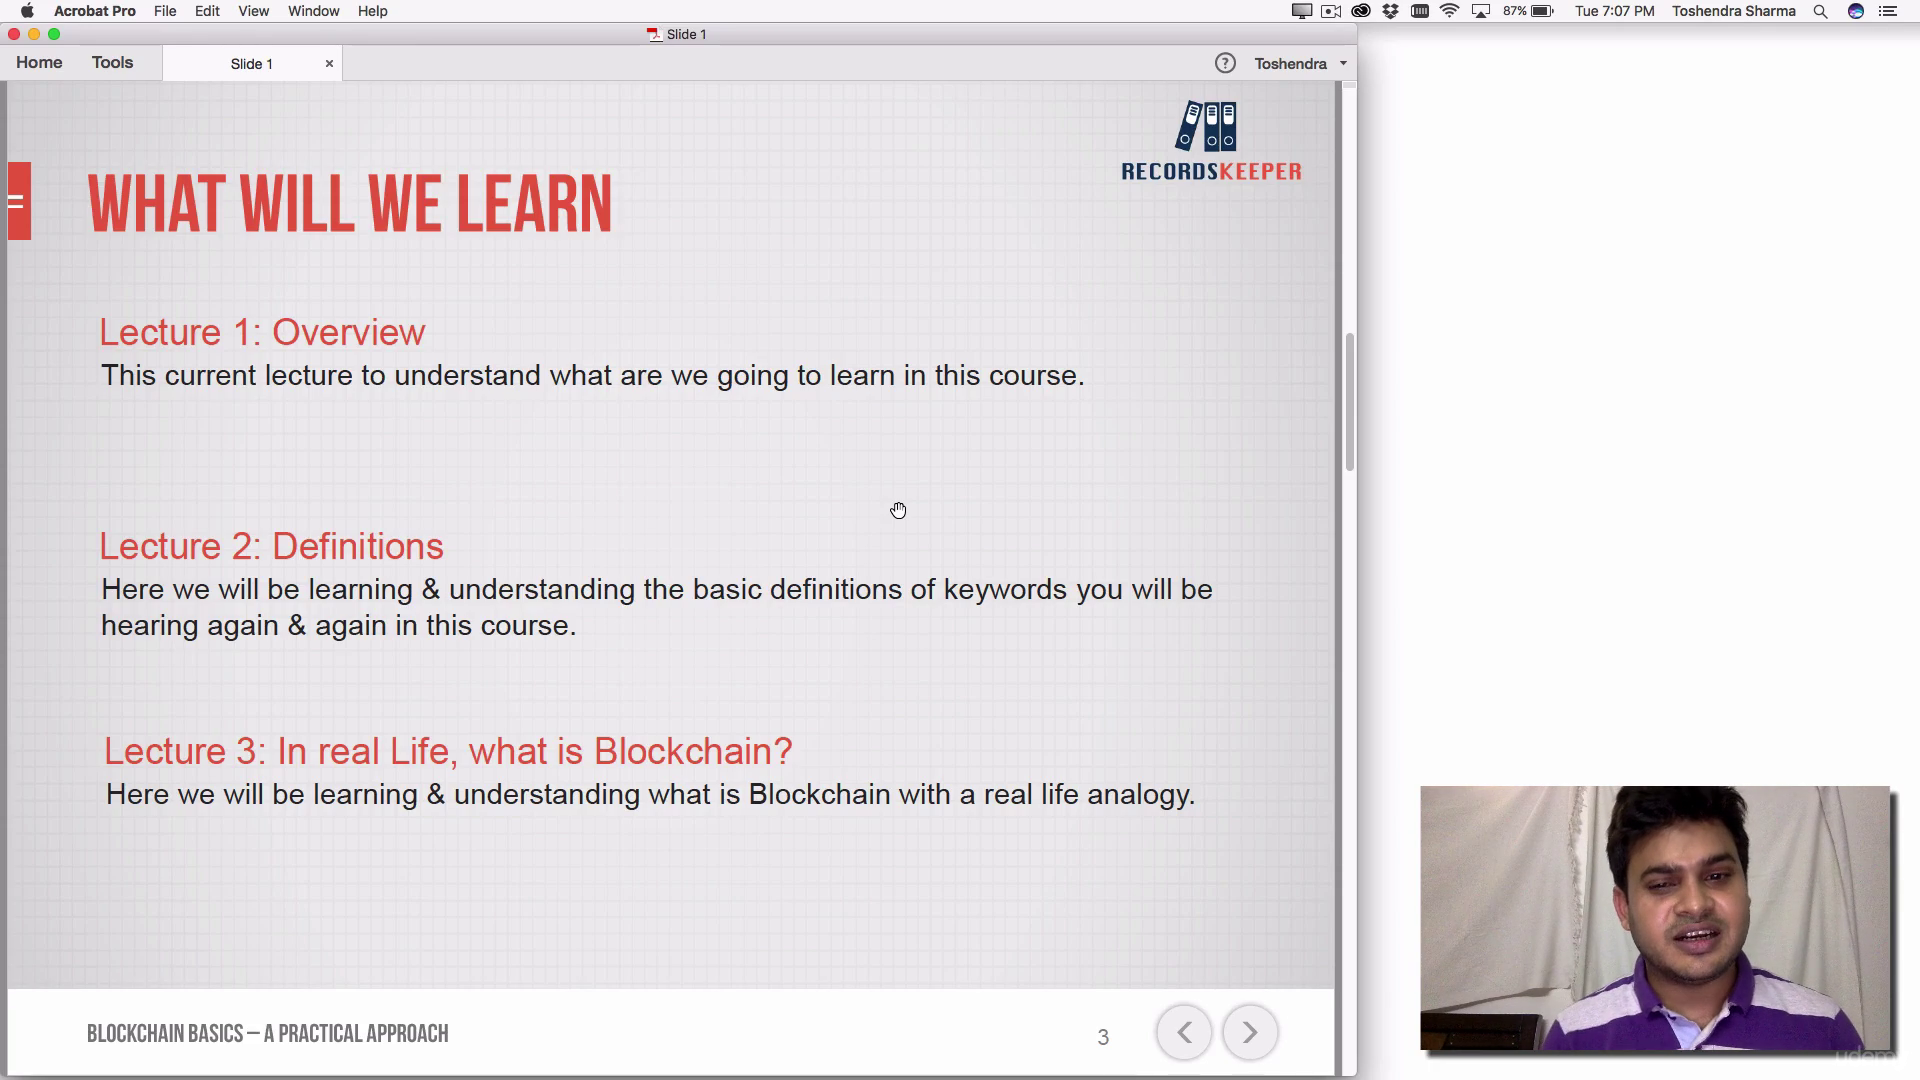 Acrobat Pro File Edit View Window Help 87% Tue 7:07 PM Toshendra Sharma
Slide 1
Home Tools Slide 1 × ? Toshendra
RECORDSKEEPER
WHAT WILL WE LEARN
Lecture 1: Overview
This current lecture to understand what are we going to learn in this course.
Lecture 2: Definitions
Here we will be learning & understanding the basic definitions of keywords you will be
hearing again & again in this course.
Lecture 3: In real Life, what is Blockchain?
Here we will be learning & understanding what is Blockchain with a real life analogy.
BLOCKCHAIN BASICS – A PRACTICAL APPROACH
3